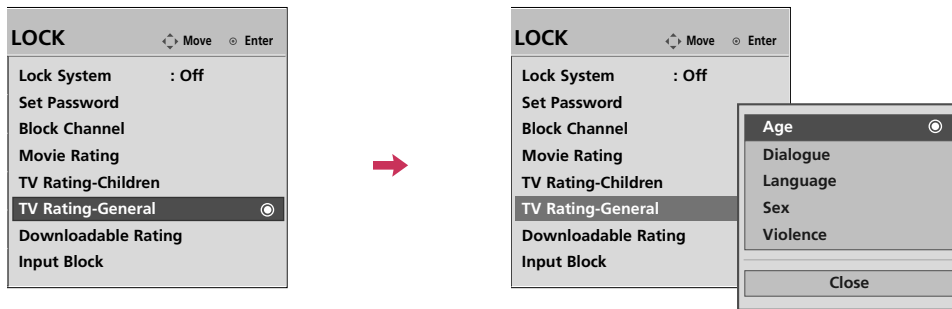 LOCK Move Enter
Lock System : Off
Set Password
Block Channel
Movie Rating
TV Rating-Children
TV Rating-General
Downloadable Rating
Input Block
LOCK Move Enter
Lock System : Off
Set Password
Block Channel
Movie Rating
TV Rating-Children
TV Rating-General
Downloadable Rating
Input Block
Age
Dialogue
Language
Sex
Violence
Close